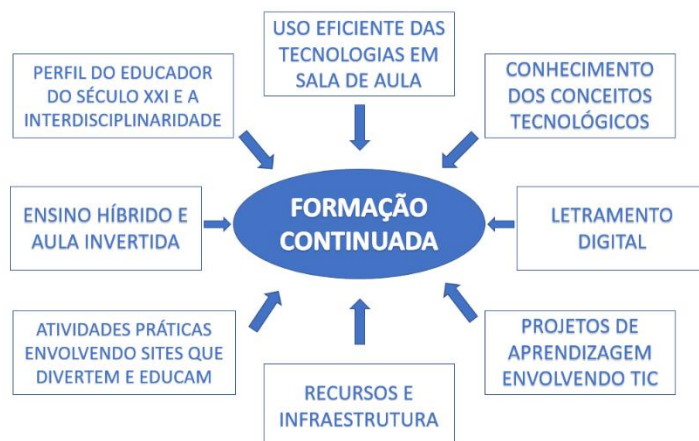 USO EFICIENTE DAS
TECNOLOGIAS EM
SALA DE AULA
PERFIL DO EDUCADOR
DO SÉCULO XXI E A
INTERDISCIPLINARIDADE
CONHECIMENTO
DOS CONCEITOS
TECNOLÓGICOS
ENSINO HÍBRIDO E
AULA INVERTIDA
FORMAÇÃO
CONTINUADA
LETRAMENTO
DIGITAL
ATIVIDADES PRÁTICAS
ENVOLVENDO SITES QUE
DIVERTEM E EDUCAM
RECURSOS E
INFRAESTRUTURA
PROJETOS DE
APRENDIZAGEM
ENVOLVENDO TIC